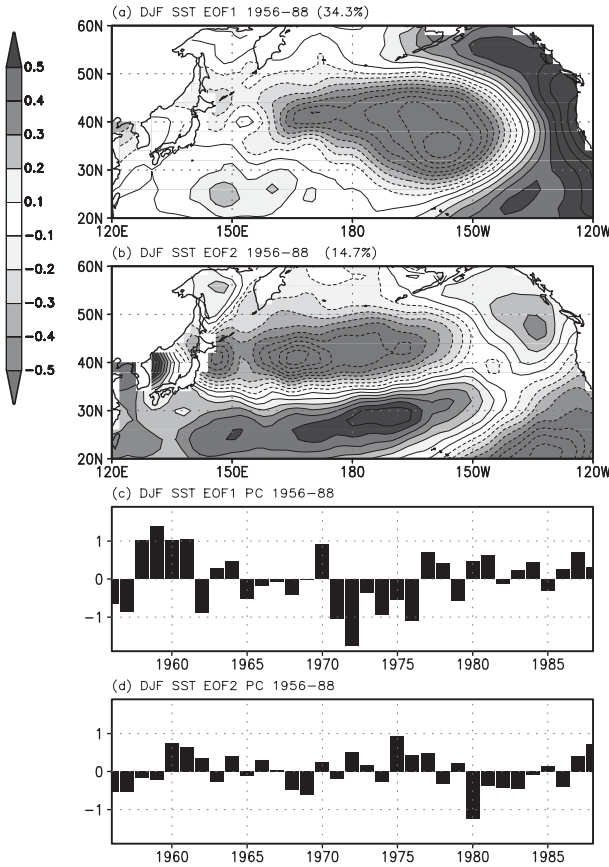 (a) DJF SST EOF1 1956-88 (34.3%)
0.5
0.4
0.3
0.2
0.1
-0.1
-0.2
-0.3
-0.4
-0.5
60N
50N
40N
30N
20N
120E 150E 180 150W 120W
(b) DJF SST EOF2 1956-88 (14.7%)
60N
50N
40N
30N
20N
120E 150E 180 150W 120W
(c) DJF SST EOF1 PC 1956-88
1
0
-1
1960 1965 1970 1975 1980 1985
(d) DJF SST EOF2 PC 1956-88
1
0
-1
1960 1965 1970 1975 1980 1985